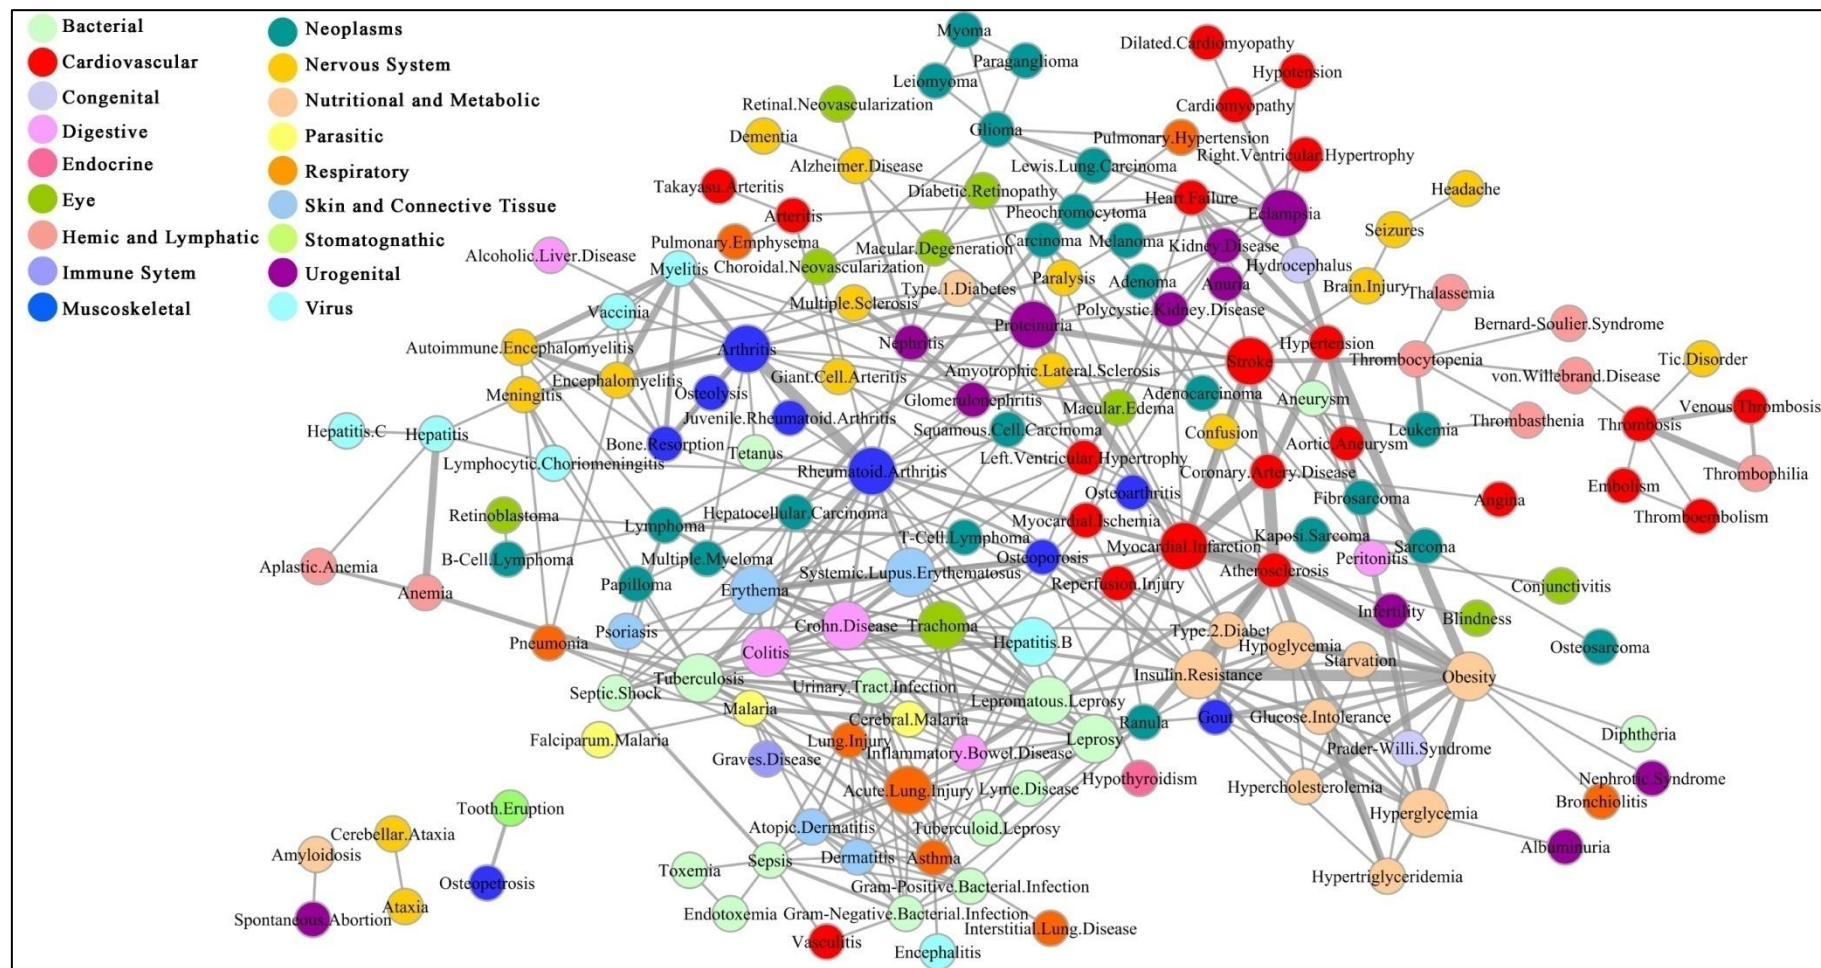 Bacterial
Cardiovascular
Congenital
Digestive
Endocrine
Eye
Hemic and Lymphatic
Immune Sytem
Muscoskeletal
Neoplasms
Nervous System
Nutritional and Metabolic
Parasitic
Respiratory
Skin and Connective Tissue
Stomatognathic
Urogenital
Virus
Myoma
Dilated.Cardiomyopathy
Paraganglioma
Hypotension
Leiomyoma
Retinal.Neovascularization
Cardiomyopathy
Dementia
Glioma
Pulmonary.Hypertension
Right.Ventricular.Hypertrophy
Alzheimer.Disease
Lewis.Lung.Carcinoma
Takayasu.Arteritis
Diabetic.Retinopathy
Heart.Failure
Headache
Arteritis
Pheochromocytoma
Eclampsia
Seizures
Pulmonary.Emphysema
Macular.Degeneration
Carcinoma
Melanoma
Kidney.Disease
Alcoholic.Liver.Disease
Myelitis
Choroidal.Neovascularization
Hydrocephalus
Type.1.Diabetes
Paralysis
Adenoma
Anuria
Brain.Injury
Thalassemia
Vaccinia
Multiple.Sclerosis
Polycystic.Kidney.Disease
Proteinuria
Bernard-Soulier.Syndrome
Autoimmune.Encephalomyelitis
Arthritis
Nephritis
Stroke
Hypertension
Thrombocytopenia
Tic.Disorder
Meningitis
Encephalomyelitis
Giant.Cell.Arteritis
Amyotrophic.Lateral.Sclerosis
von.Willebrand.Disease
Osteolysis
Glomerulonephritis
Adenocarcinoma
Aneurysm
Juvenile.Rheumatoid.Arthritis
Macular.Edema
Venous.Thrombosis
Hepatitis.C
Hepatitis
Bone.Resorption
Squamous.Cell.Carcinoma
Confusion
Aortic.Aneurysm
Leukemia
Thrombasthenia
Thrombosis
Tetanus
Lymphocytic.Choriomeningitis
Rheumatoid.Arthritis
Left.Ventricular.Hypertrophy
Coronary.Artery.Disease
Thrombophilia
Osteoarthritis
Fibrosarcoma
Angina
Embolism
Retinoblastoma
Lymphoma
Hepatocellular.Carcinoma
Myocardial.Ischemia
Thromboembolism
T-Cell.Lymphoma
Kaposi.Sarcoma
Sarcoma
Aplastic.Anemia
B-Cell.Lymphoma
Multiple.Myeloma
Osteoporosis
Myocardial.Infarction
Peritonitis
Papilloma
Systemic.Lupus.Erythematosus
Atherosclerosis
Anemia
Erythema
Reperfusion.Injury
Conjunctivitis
Infertility
Blindness
Psoriasis
Crohn.Disease
Trachoma
Type.2.Diabet
Pneumonia
Hepatitis.B
Hypoglycemia
Osteosarcoma
Colitis
Starvation
Tuberculosis
Insulin.Resistance
Obesity
Septic.Shock
Urinary.Tract.Infection
Lepromatous.Leprosy
Malaria
Cerebral.Malaria
Ranula
Gout
Glucose.Intolerance
Falciparum.Malaria
Lung.Injury
Leprosy
Diphtheria
Graves.Disease
Inflammatory.Bowel.Disease
Prader-Willi.Syndrome
Hypothyroidism
Nephrotic.Syndrome
Lyme.Disease
Hypercholesterolemia
Acute.Lung.Injury
Bronchiolitis
Tooth.Eruption
Hyperglycemia
Atopic.Dermatitis
Tuberculoid.Leprosy
Cerebellar.Ataxia
Albuminuria
Amyloidosis
Dermatitis
Asthma
Sepsis
Toxemia
Osteopetrosis
Gram-Positive.Bacterial.Infection
Hypertriglyceridemia
Ataxia
Spontaneous.Abortion
Endotoxemia
Gram-Negative.Bacterial.Infection
Interstitial.Lung.Disease
Vasculitis
Encephalitis